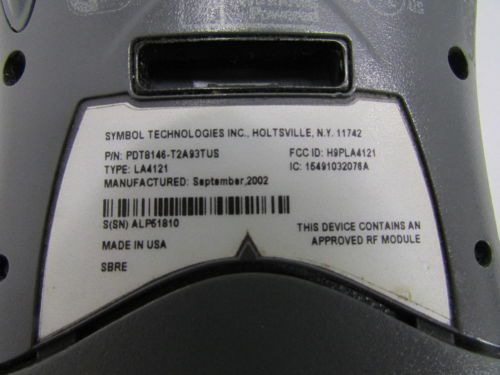 SYMBOL TECHNOLOGIES INC., HOLTSVILLE, N.Y. 11742
P/N: PDT8146-T2A93TUS FCC ID: H9PLA4121
TYPE: LA4121 IC: 15491032076A
MANUFACTURED: September,2002
S(SN) ALP51810
MADE IN USA THIS DEVICE CONTAINS AN
APPROVED RF MODULE
SBRE